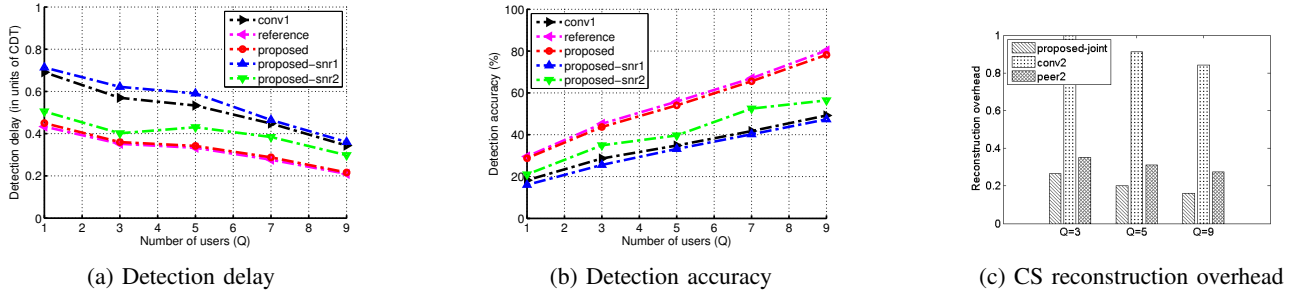 1
0.8
0.6
0.4
0.2
0
Detection delay (in units of CDT)
conv1
reference
proposed
proposed-snr1
proposed-snr2
1 2 3 4 5 6 7 8 9
Number of users (Q)
(a) Detection delay
100
80
60
40
20
0
Detection accuracy (%)
conv1
reference
proposed
proposed-snr1
proposed-snr2
1 2 3 4 5 6 7 8 9
Number of users (Q)
(b) Detection accuracy
1
0.8
0.6
0.4
0.2
0
Reconstruction overhead
proposed-joint
conv2
peer2
Q=3 Q=5 Q=9
(c) CS reconstruction overhead